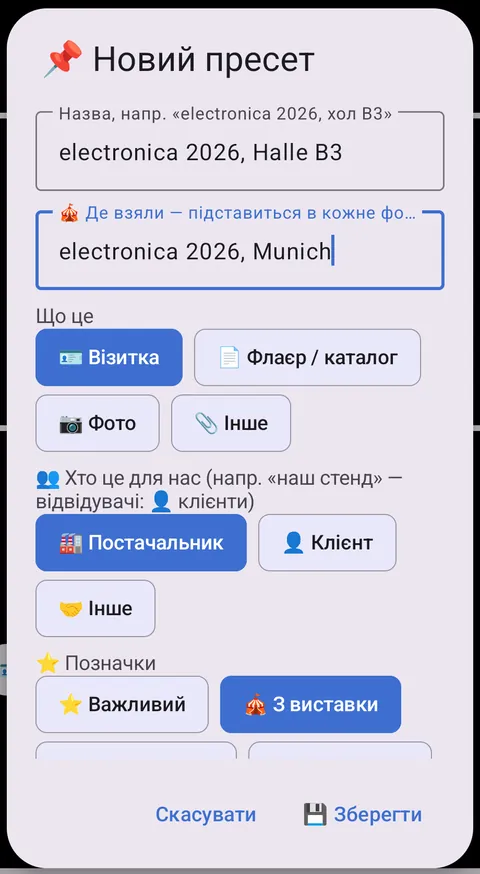 📌 Новий пресет
Назва, напр. «electronica 2026, хол B3»
electronica 2026, Halle B3
🎪 Де взяли — підставиться в кожне фо...
electronica 2026, Munich
Що це
🪪 Візитка
📄 Флаєр / каталог
📷 Фото
📎 Інше
👥 Хто це для нас (напр. «наш стенд» —
відвідувачі: 👤 клієнти)
🏭 Постачальник
👤 Клієнт
🤝 Інше
⭐ Позначки
⭐ Важливий
🎪 З виставки
Скасувати
💾 Зберегти